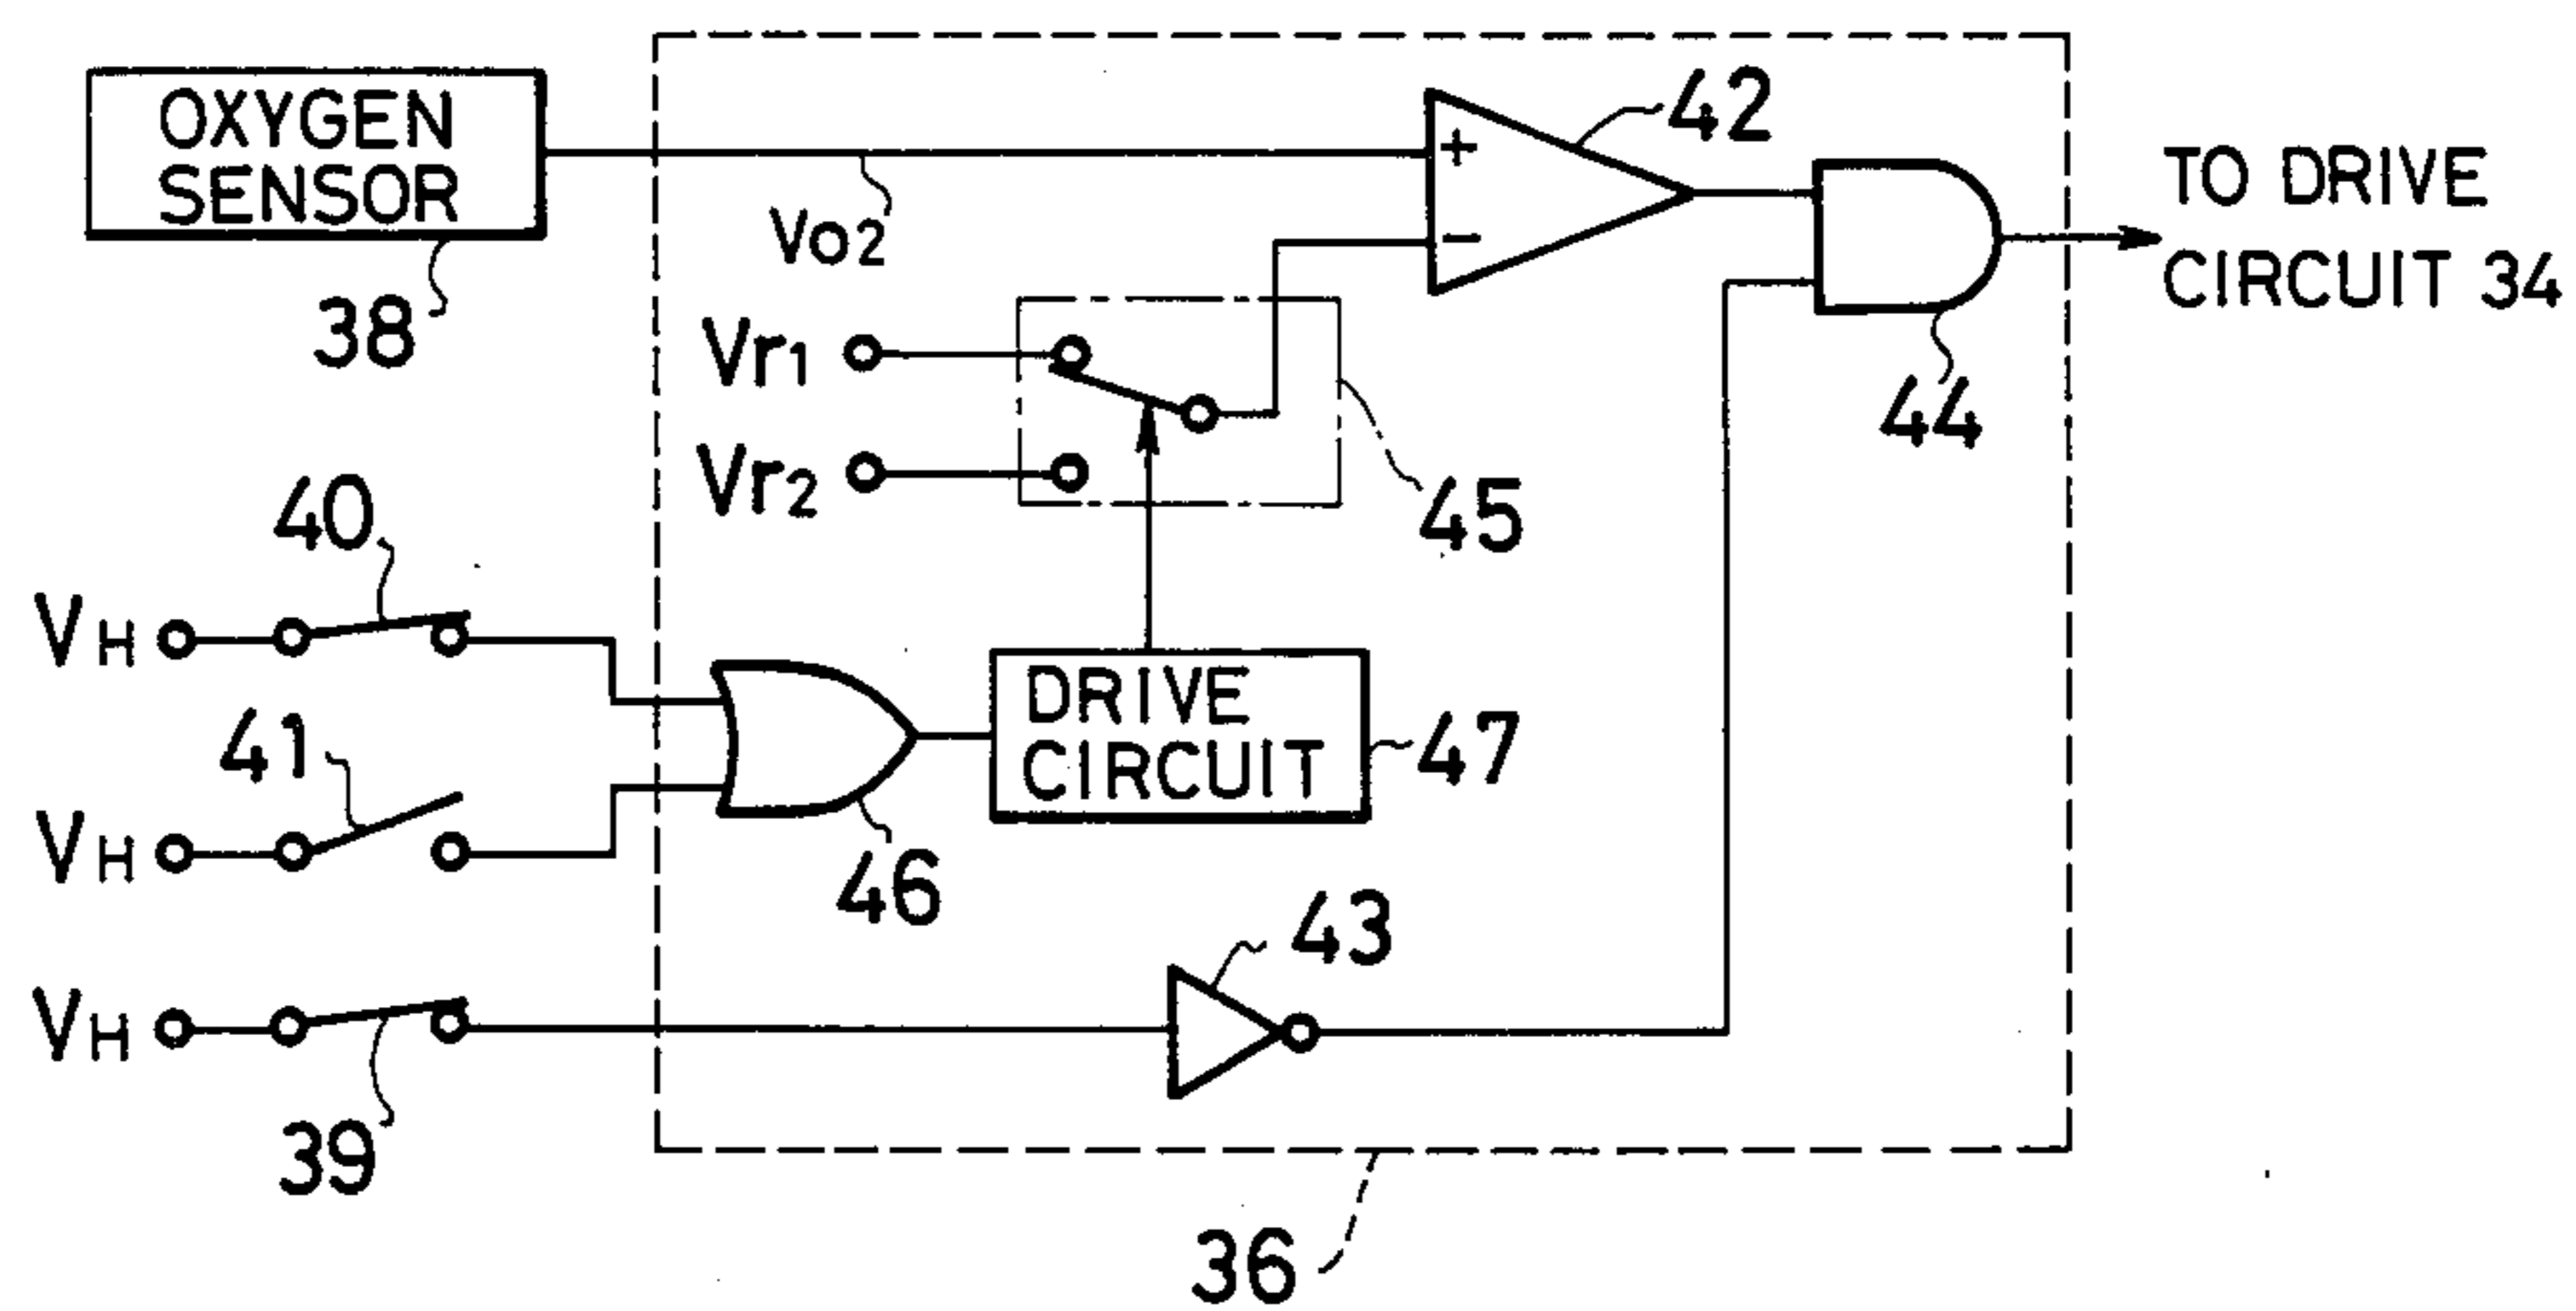 OXYGEN
SENSOR
38
Vo2
+
−
42
44
TO DRIVE
CIRCUIT 34
Vr1
Vr2
45
40
VH
41
VH
46
DRIVE
CIRCUIT
47
43
VH
39
36